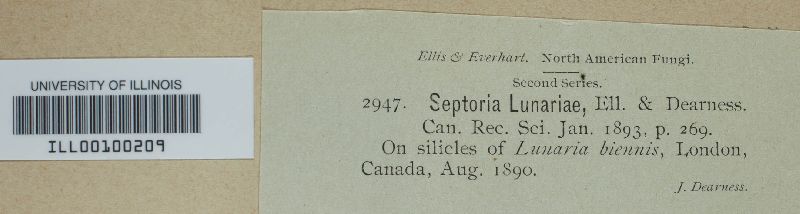 UNIVERSITY OF ILLINOIS
ILL00100209
Ellis & Everhart. North American Fungi.
Second Series.
2947. Septoria Lunariae, Ell. & Dearness.
Can. Rec. Sci. Jan. 1893, p. 269.
On silicles of Lunaria biennis, London,
Canada, Aug. 1890.
J. Dearness.